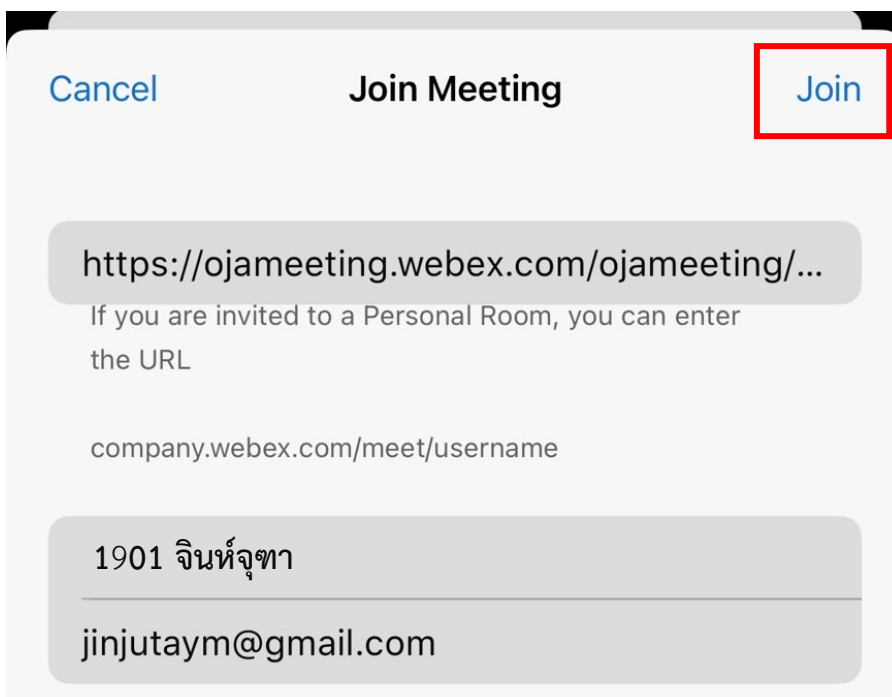 Cancel Join Meeting Join
https://ojameeting.webex.com/ojameeting/...
If you are invited to a Personal Room, you can enter
the URL
company.webex.com/meet/username
1901 จินห์จุฑา
jinjutaym@gmail.com